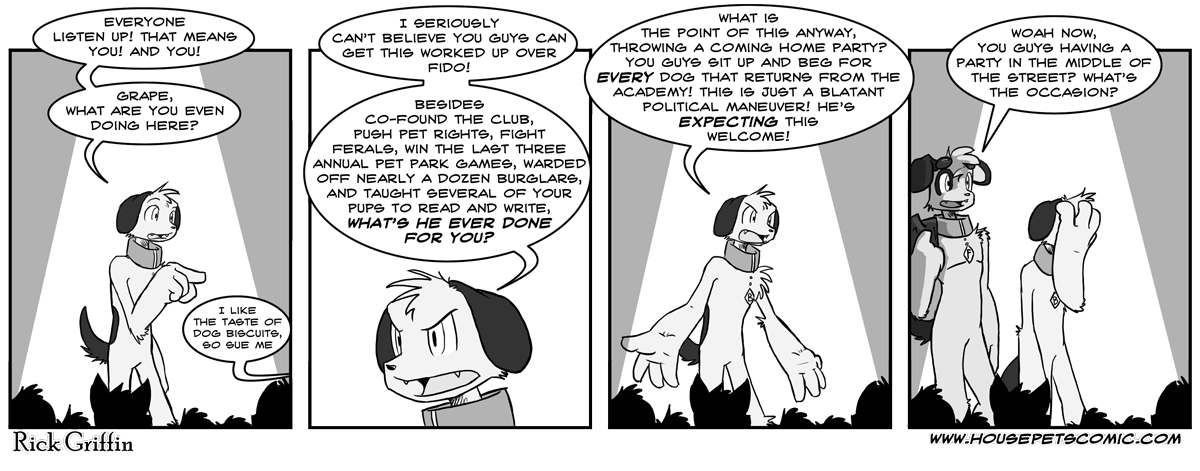 EVERYONE
LISTEN UP! THAT MEANS
YOU! AND YOU!
GRAPE,
WHAT ARE YOU EVEN
DOING HERE?
I LIKE
THE TASTE OF
DOG BISCUITS,
SO SUE ME
I SERIOUSLY
CAN'T BELIEVE YOU GUYS CAN
GET THIS WORKED UP OVER
FIDO!
BESIDES
CO-FOUND THE CLUB,
PUSH PET RIGHTS, FIGHT
FERALS, WIN THE LAST THREE
ANNUAL PET PARK GAMES, WARDED
OFF NEARLY A DOZEN BURGLARS,
AND TAUGHT SEVERAL OF YOUR
PUPS TO READ AND WRITE,
WHAT'S HE EVER DONE
FOR YOU?
WHAT IS
THE POINT OF THIS ANYWAY,
THROWING A COMING HOME PARTY?
YOU GUYS SIT UP AND BEG FOR
EVERY DOG THAT RETURNS FROM THE
ACADEMY! THIS IS JUST A BLATANT
POLITICAL MANEUVER! HE'S
EXPECTING THIS
WELCOME!
B
WOAH NOW,
YOU GUYS HAVING A
PARTY IN THE MIDDLE OF
THE STREET? WHAT'S
THE OCCASION?
F
B
Rick Griffin
WWW.HOUSEPETSCOMIC.COM